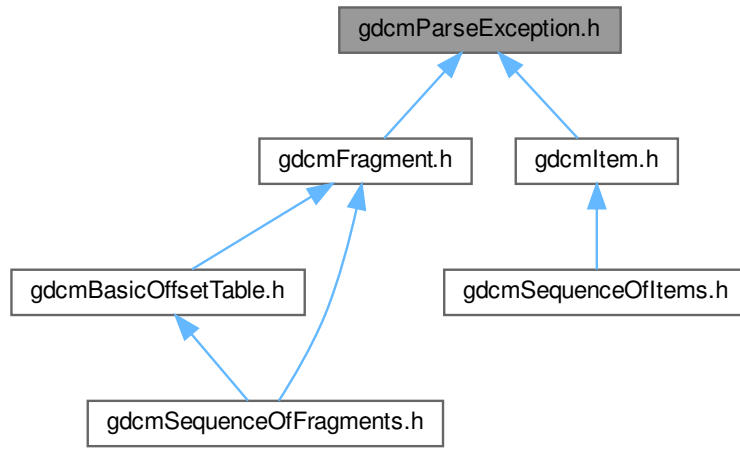 gdcmParseException.h
gdcmFragment.h
gdcmItem.h
gdcmBasicOffsetTable.h
gdcmSequenceOfItems.h
gdcmSequenceOfFragments.h